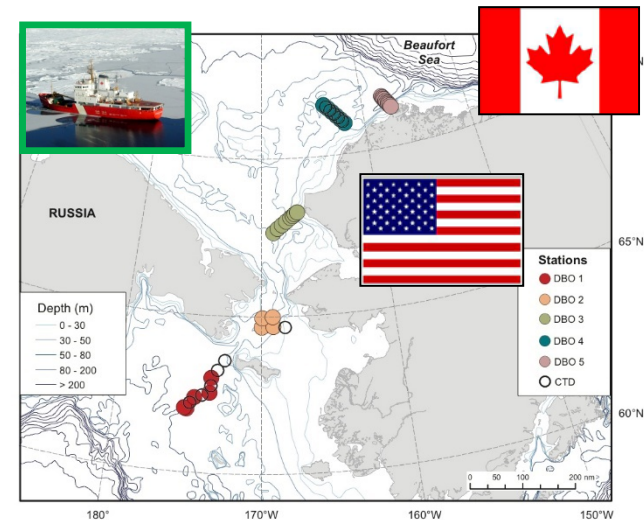 Beaufort
Sea
N
RUSSIA
65°N
Stations
DBO 1
DBO 2
DBO 3
DBO 4
DBO 5
CTD
Depth (m)
0 - 30
30 - 50
50 - 80
80 - 200
> 200
60°N
0 50 100 200 nm
180°
170°W
160°W
150°W